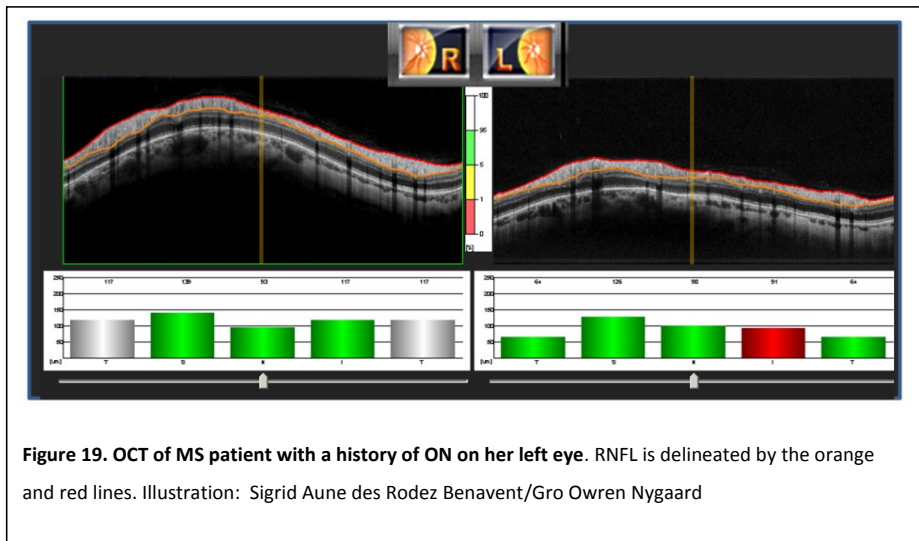 R L
100
95
5
1
0
[%]
250
200
150
100
50
[um]
117 139 93 117 117
T S N I T
250
200
150
100
50
[um]
64 126 98 91 64
T S N I T
Figure 19. OCT of MS patient with a history of ON on her left eye. RNFL is delineated by the orange
and red lines. Illustration: Sigrid Aune des Rodez Benavent/Gro Owren Nygaard